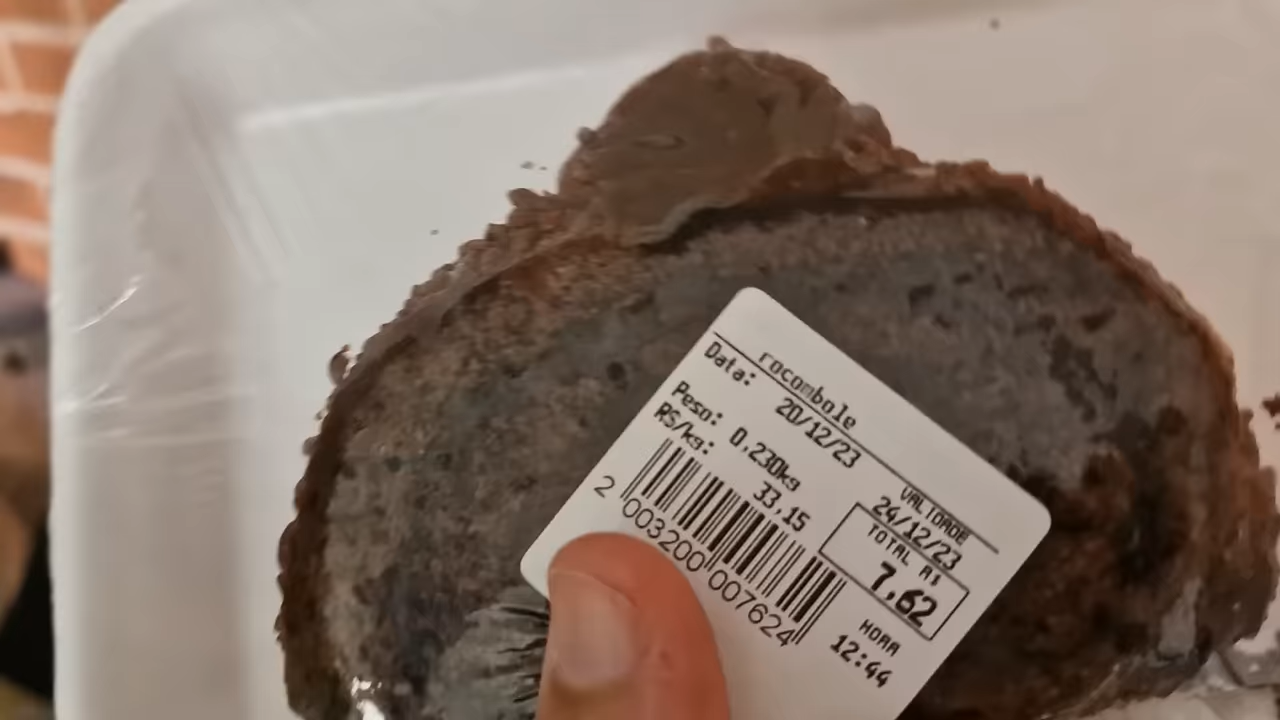 rocambole
Data: 20/12/23
VALIDADE
24/12/23
Peso: 0,230kg
R$/kg: 33,15
TOTAL R$
7,62
2 003200 007624
HORA
12:44